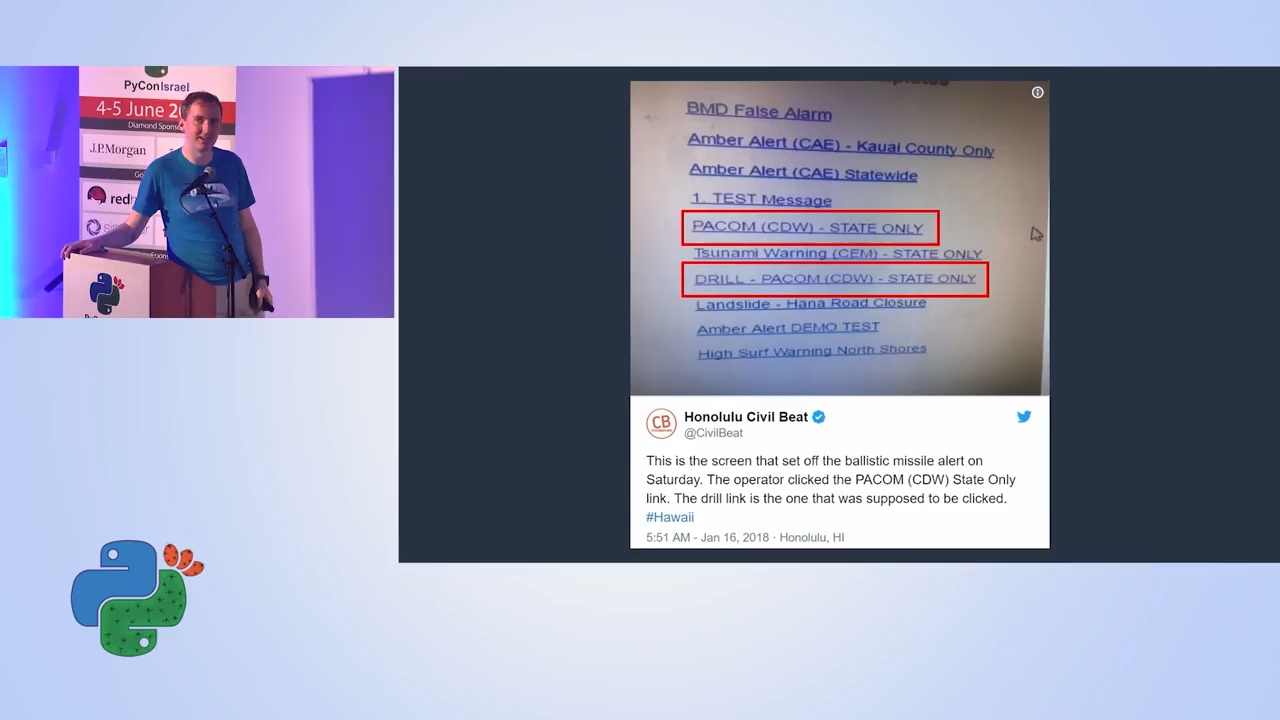 PyConIsrael
4-5 June
Diamond
J.P.Morgan
red
BMD False Alarm
Amber Alert (CAE) - Kauai County Only
Amber Alert (CAE) Statewide
1. TEST Message
PACOM (CDW) - STATE ONLY
Tsunami Warning (CEM) - STATE ONLY
DRILL - PACOM (CDW) - STATE ONLY
Landslide - Hana Road Closure
Amber Alert DEMO TEST
High Surf Warning North Shores
CB
Honolulu Civil Beat
@CivilBeat
This is the screen that set off the ballistic missile alert on
Saturday. The operator clicked the PACOM (CDW) State Only
link. The drill link is the one that was supposed to be clicked.
#Hawaii
5:51 AM - Jan 16, 2018 · Honolulu, HI